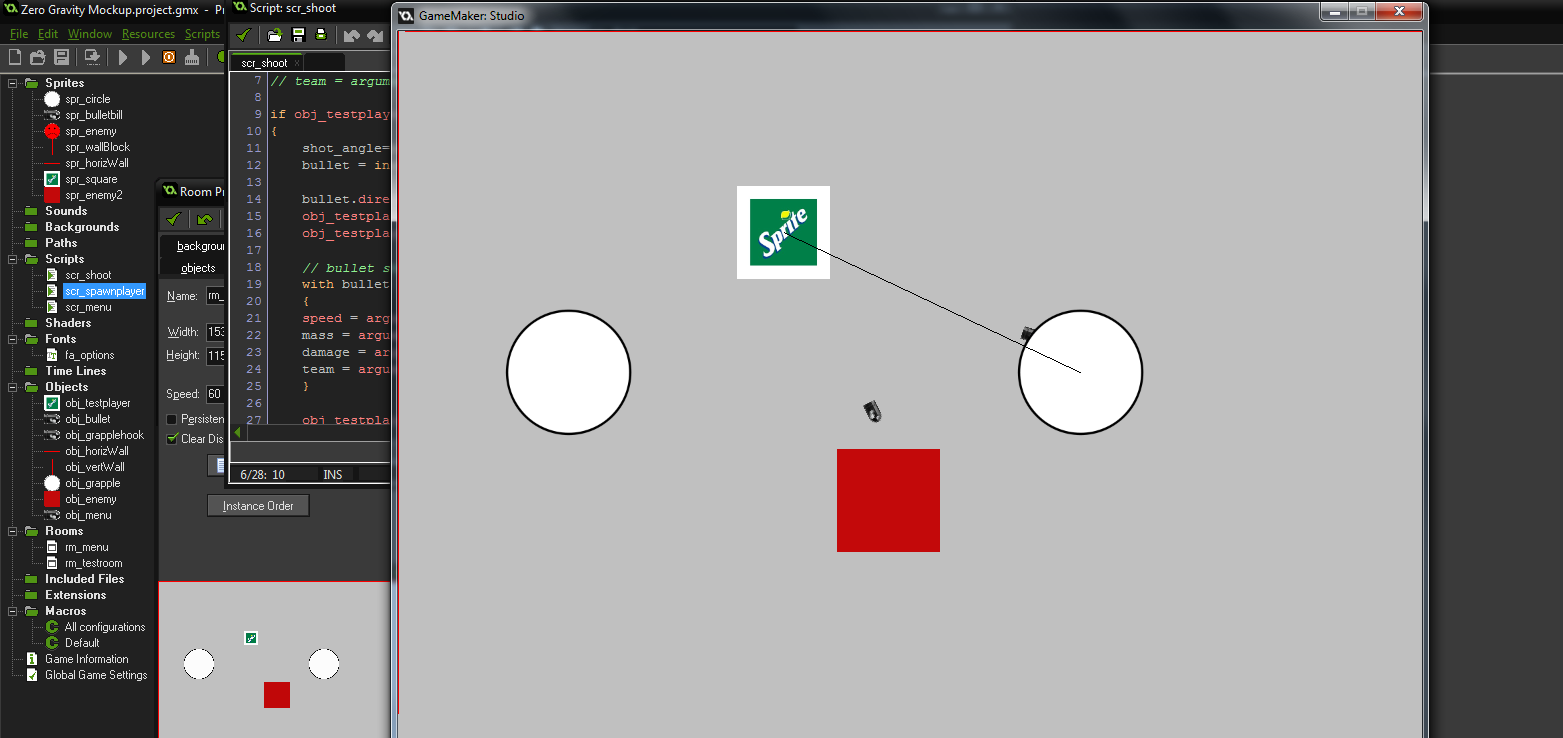 Zero Gravity Mockup.project.gmx - Pr
File Edit Window Resources Scripts
Sprites
spr_circle
spr_bulletbill
spr_enemy
spr_wallBlock
spr_horizWall
spr_square
spr_enemy2
Sounds
Backgrounds
Paths
Scripts
scr_shoot
scr_spawnplayer
scr_menu
Shaders
Fonts
fa_options
Time Lines
Objects
obj_testplayer
obj_bullet
obj_grapplehook
obj_horizWall
obj_vertWall
obj_grapple
obj_enemy
obj_menu
Rooms
rm_menu
rm_testroom
Included Files
Extensions
Macros
All configurations
Default
Game Information
Global Game Settings
Room Pr
backgroun
objects
Name: rm_
Width: 153
Height: 115
Speed: 60
Persisten
Clear Dis
Instance Order
Script: scr_shoot
scr_shoot
7 // team = argum
8
9 if obj_testplay
10 {
11 shot_angle=
12 bullet = in
13
14 bullet.dire
15 obj_testpla
16 obj_testpla
17
18 // bullet s
19 with bullet
20 {
21 speed = arg
22 mass = argu
23 damage = ar
24 team = argu
25 }
26
27 obj_testpla
6/28: 10 INS
GameMaker: Studio
Sprite